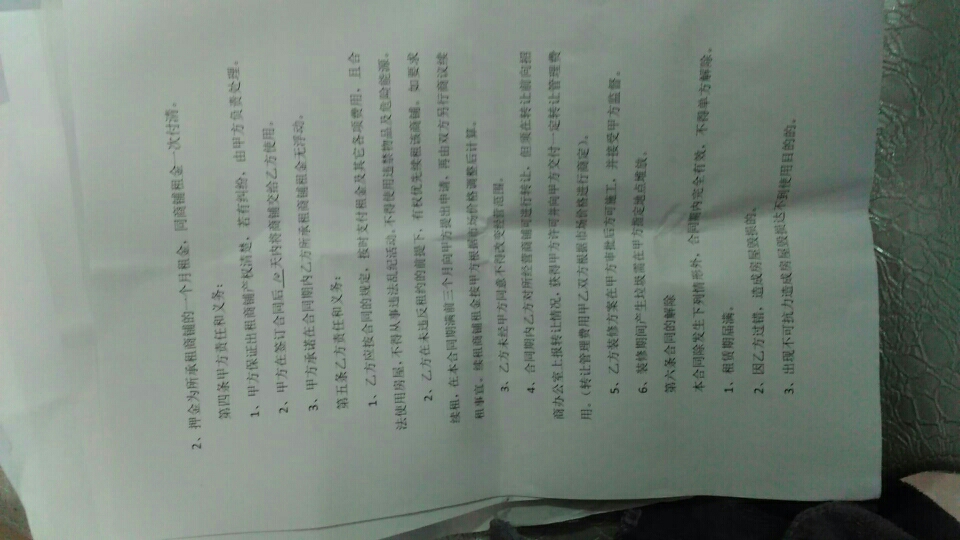 2、押金为所承租商铺的一个月租金，同商铺租金一次付清。
第四条甲方责任和义务：
1、甲方保证出租商铺产权清楚，若有纠纷，由甲方负责处理。
2、甲方在签订合同后 天内将商铺交给乙方使用。
3、甲方承诺在合同期内乙方所承租商铺租金无浮动。
第五条乙方责任和义务：
1、乙方应按合同的规定，按时支付租金及其它各项费用，且合
法使用房屋，不得从事违法乱纪活动。不得使用违禁物品及危险能源。
2、乙方在未违反租约的前提下，有权优先续租该商铺，如要求
续租，在本合同期满前三个月向甲方提出申请，再由双方另行商议续
租事宜。续租商铺租金按甲方根据市场价格调整后计算。
3、乙方未经甲方同意不得改变经营范围。
4、合同期内乙方对所经营商铺可进行转让，但须在转让前向招
商办公室上报转让情况，获得甲方许可并向甲方交付一定转让管理费
用。（转让管理费用甲乙双方根据市场价格进行商定）。
5、乙方装修方案在甲方审批后方可施工，并接受甲方监督。
6、装修期间产生垃圾需在甲方指定地点堆放。
第六条合同的解除
本合同除发生下列情形外，合同期内完全有效，不得单方解除。
1、租赁期届满。
2、因乙方过错，造成房屋毁损的。
3、出现不可抗力造成房屋毁损达不到使用目的的。